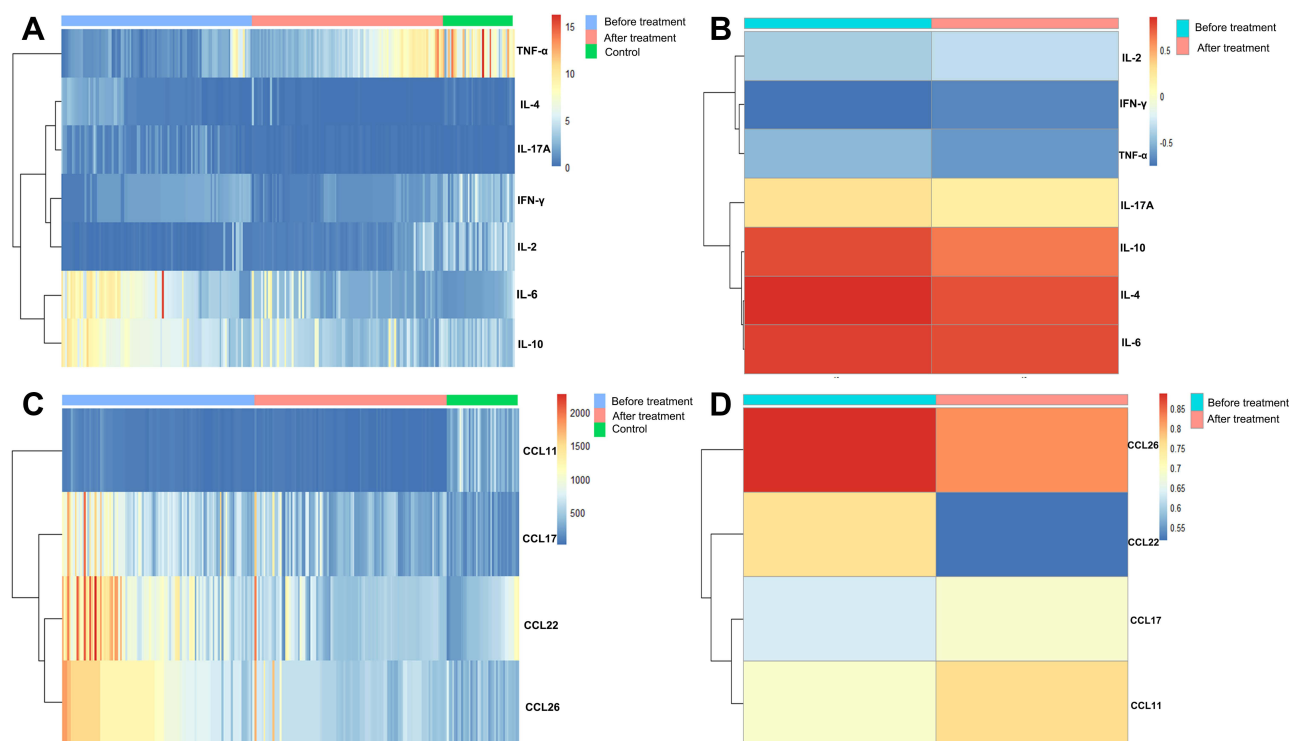 A
Before treatment
After treatment
Control
15
10
5
0
TNF-α
IL-4
IL-17A
IFN-γ
IL-2
IL-6
IL-10
B
Before treatment
After treatment
0.5
0
-0.5
IL-2
IFN-γ
TNF-α
IL-17A
IL-10
IL-4
IL-6
C
Before treatment
After treatment
Control
2000
1500
1000
500
CCL11
CCL17
CCL22
CCL26
D
Before treatment
After treatment
0.85
0.8
0.75
0.7
0.65
0.6
0.55
CCL26
CCL22
CCL17
CCL11